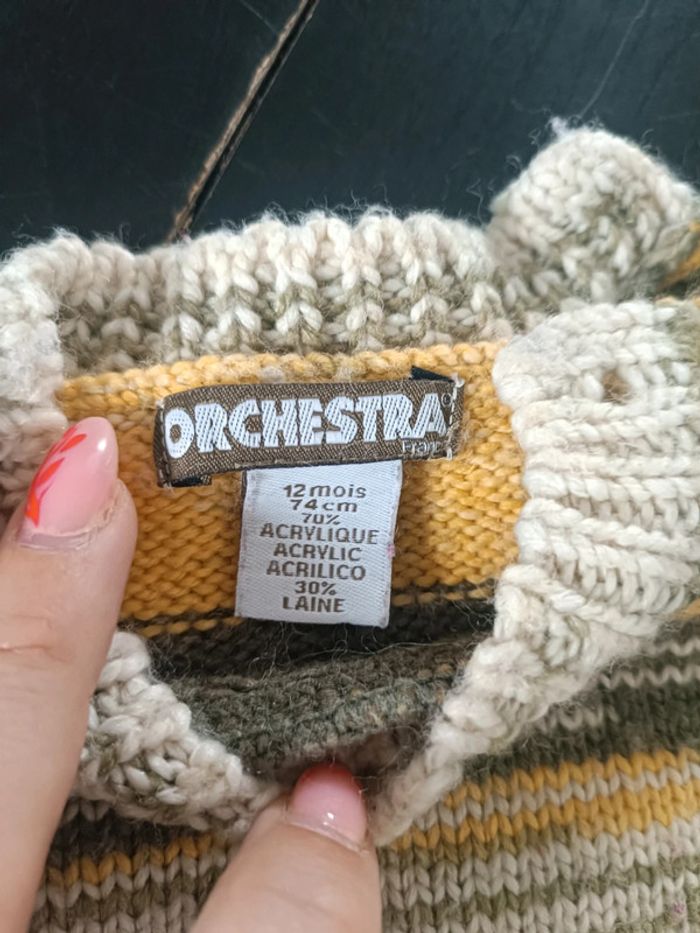 ORCHESTRA
12 mois
74 cm
70%
ACRYLIQUE
ACRYLIC
ACRILICO
30%
LAINE